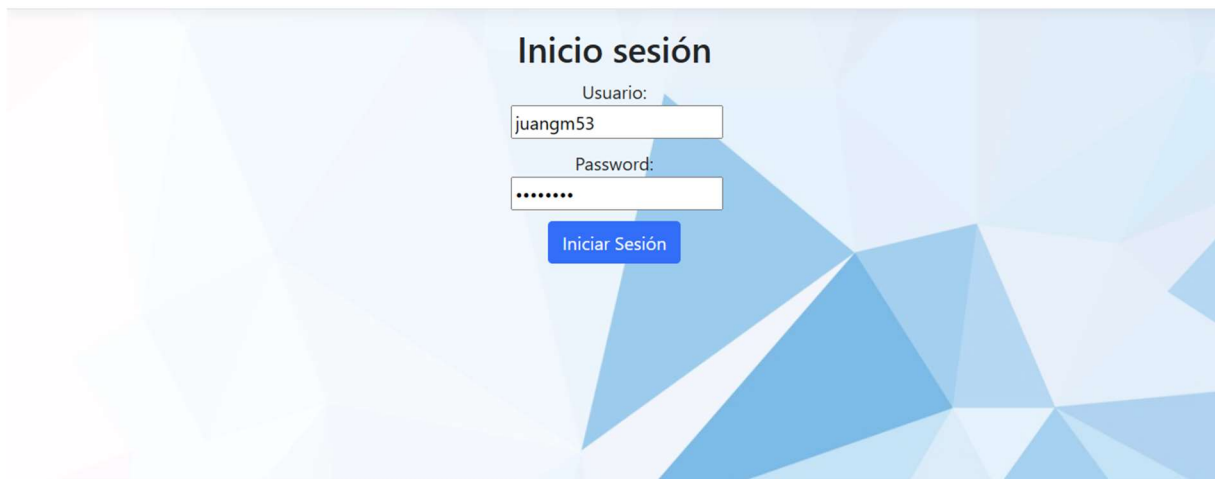 Inicio sesión
Usuario:
juangm53
Password:
••••••••
Iniciar Sesión